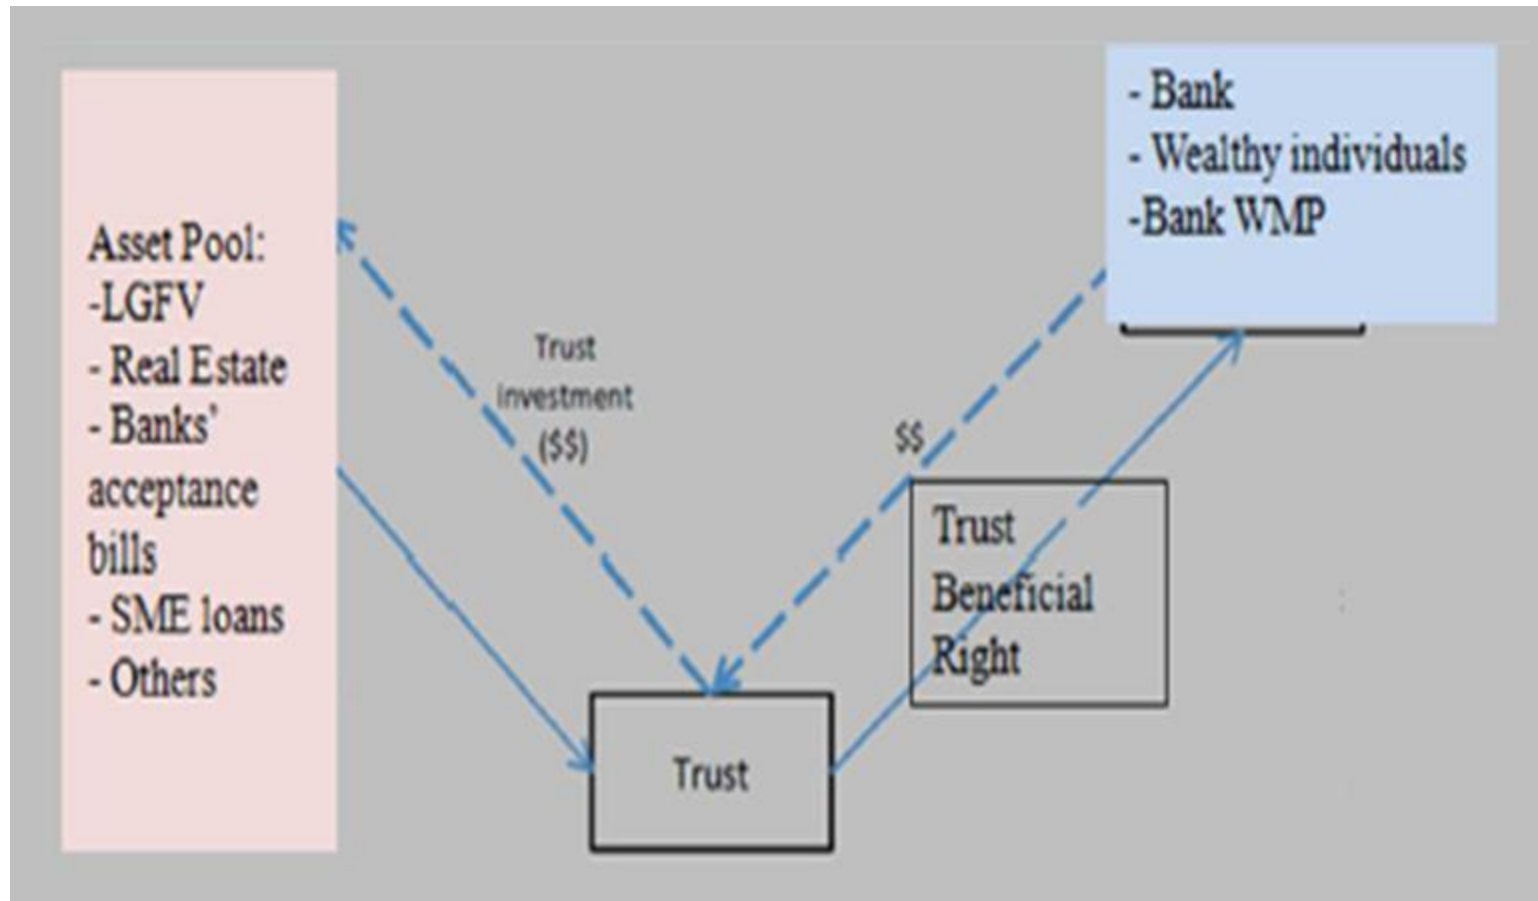 Asset Pool:
-LGFV
- Real Estate
- Banks’
acceptance
bills
- SME loans
- Others
Trust
investment
($$)
- Bank
- Wealthy individuals
-Bank WMP
$$
Trust
Beneficial
Right
Trust